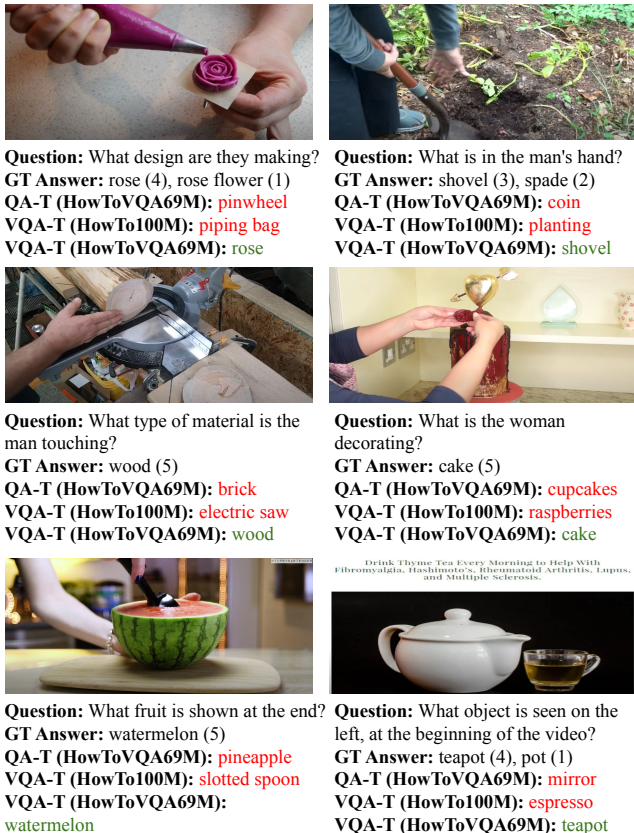 Question: What design are they making?
GT Answer: rose (4), rose flower (1)
QA-T (HowToVQA69M): pinwheel
VQA-T (HowTo100M): piping bag
VQA-T (HowToVQA69M): rose
Question: What is in the man's hand?
GT Answer: shovel (3), spade (2)
QA-T (HowToVQA69M): coin
VQA-T (HowTo100M): planting
VQA-T (HowToVQA69M): shovel
Question: What type of material is the
man touching?
GT Answer: wood (5)
QA-T (HowToVQA69M): brick
VQA-T (HowTo100M): electric saw
VQA-T (HowToVQA69M): wood
Question: What is the woman
decorating?
GT Answer: cake (5)
QA-T (HowToVQA69M): cupcakes
VQA-T (HowTo100M): raspberries
VQA-T (HowToVQA69M): cake
Question: What fruit is shown at the end?
GT Answer: watermelon (5)
QA-T (HowToVQA69M): pineapple
VQA-T (HowTo100M): slotted spoon
VQA-T (HowToVQA69M):
watermelon
Drink Thyme Tea Every Morning to Help With
Fibromyalgia, Hashimoto's, Rheumatoid Arthritis, Lupus,
and Multiple Sclerosis.
Question: What object is seen on the
left, at the beginning of the video?
GT Answer: teapot (4), pot (1)
QA-T (HowToVQA69M): mirror
VQA-T (HowTo100M): espresso
VQA-T (HowToVQA69M): teapot